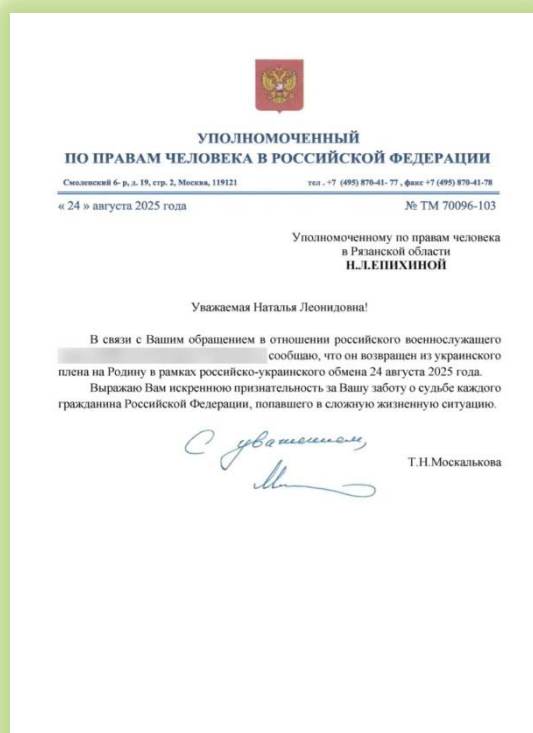 УПОЛНОМОЧЕННЫЙ
ПО ПРАВАМ ЧЕЛОВЕКА В РОССИЙСКОЙ ФЕДЕРАЦИИ
Смоленский б- р, д. 19, стр. 2, Москва, 119121 тел . +7 (495) 870-41- 77 , факс +7 (495) 870-41-78
« 24 » августа 2025 года № ТМ 70096-103
Уполномоченному по правам человека
в Рязанской области
Н.Л.ЕПИХИНОЙ
Уважаемая Наталья Леонидовна!
В связи с Вашим обращением в отношении российского военнослужащего
сообщаю, что он возвращен из украинского
плена на Родину в рамках российско-украинского обмена 24 августа 2025 года.
Выражаю Вам искреннюю признательность за Вашу заботу о судьбе каждого
гражданина Российской Федерации, попавшего в сложную жизненную ситуацию.
С уважением,
Т.Н.Москалькова